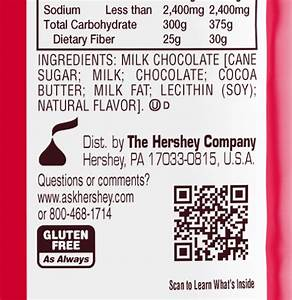 Sodium Less than 2,400mg 2,400mg
Total Carbohydrate 300g 375g
Dietary Fiber 25g 30g
INGREDIENTS: MILK CHOCOLATE [CANE
SUGAR; MILK; CHOCOLATE; COCOA
BUTTER; MILK FAT; LECITHIN (SOY);
NATURAL FLAVOR]. Ⓤ D
Dist. by The Hershey Company
Hershey, PA 17033-0815, U.S.A.
Questions or comments?
www.askhershey.com
or 800-468-1714
GLUTEN
FREE
As Always
Scan to Learn What's Inside